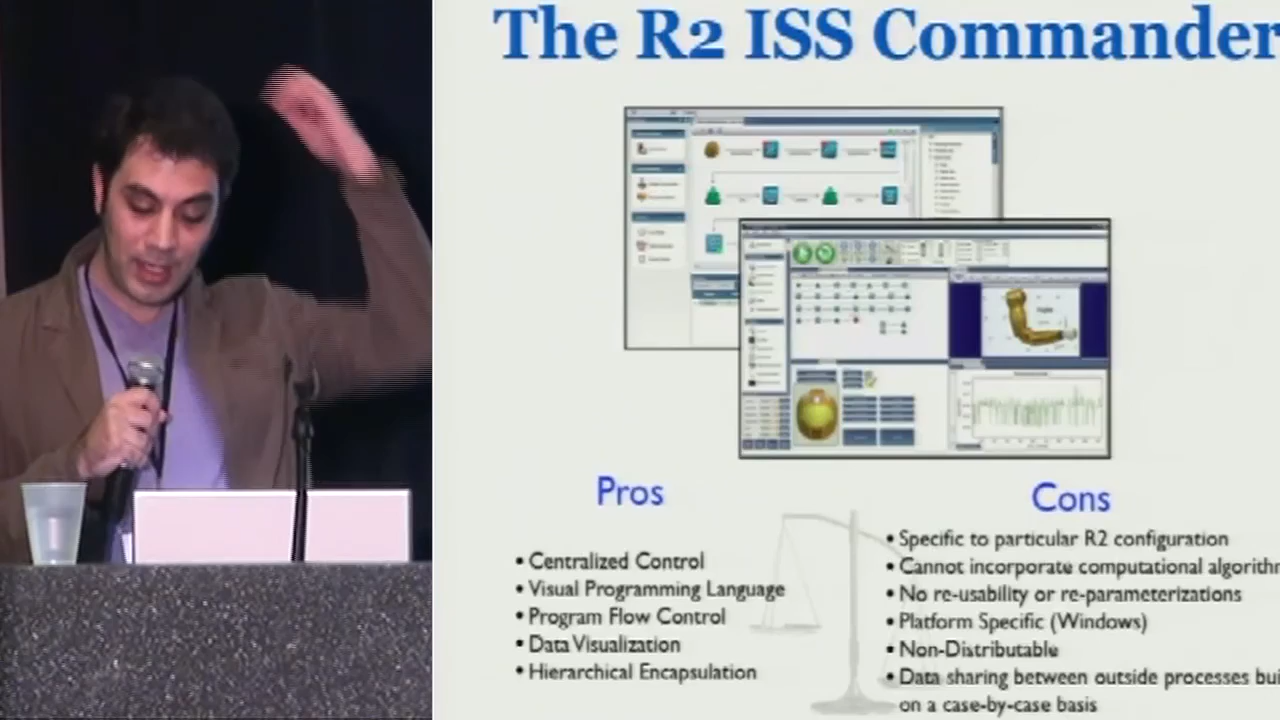 The R2 ISS Commander
Pros
Centralized Control
Visual Programming Language
Program Flow Control
Data Visualization
Hierarchical Encapsulation
Cons
Specific to particular R2 configuration
Cannot incorporate computational algorithm
No re-usability or re-parameterizations
Platform Specific (Windows)
Non-Distributable
Data sharing between outside processes bui
on a case-by-case basis